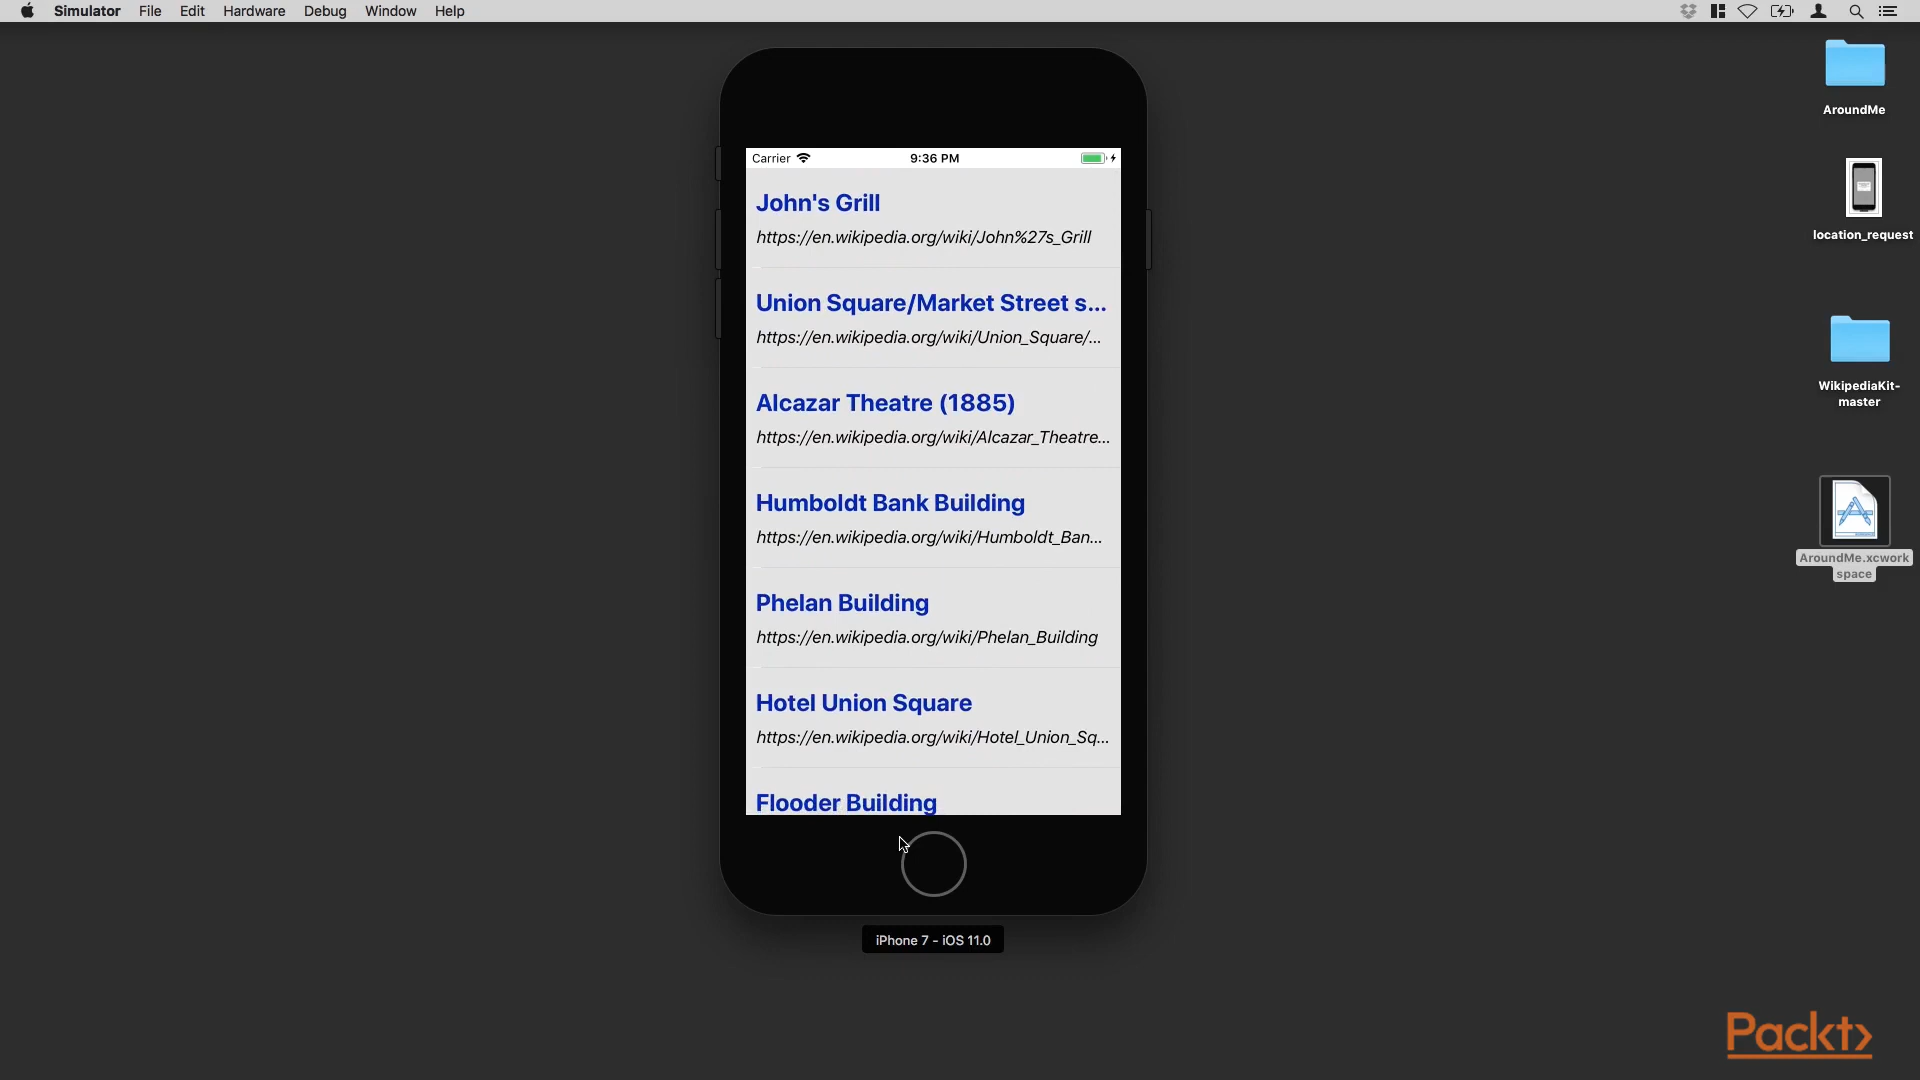 Simulator File Edit Hardware Debug Window Help
Carrier 9:36 PM
John's Grill
https://en.wikipedia.org/wiki/John%27s_Grill
Union Square/Market Street s...
https://en.wikipedia.org/wiki/Union_Square/...
Alcazar Theatre (1885)
https://en.wikipedia.org/wiki/Alcazar_Theatre...
Humboldt Bank Building
https://en.wikipedia.org/wiki/Humboldt_Ban...
Phelan Building
https://en.wikipedia.org/wiki/Phelan_Building
Hotel Union Square
https://en.wikipedia.org/wiki/Hotel_Union_Sq...
Flooder Building
iPhone 7 - iOS 11.0
AroundMe
location_request
WikipediaKit-
master
AroundMe.xcwork
space
Packt